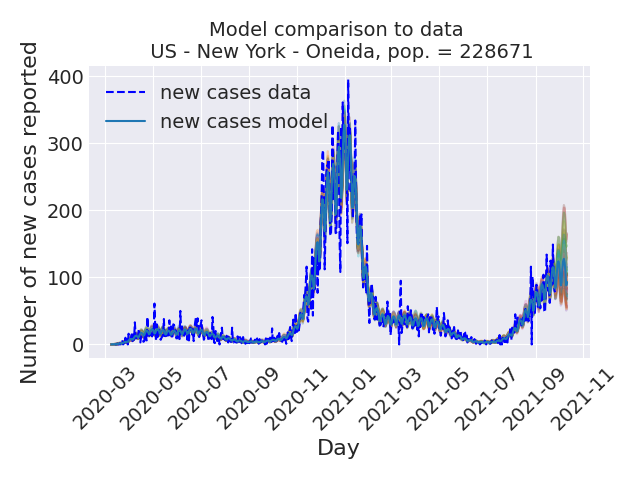 Model comparison to data
US - New York - Oneida, pop. = 228671
Number of new cases reported
400
300
200
100
0
new cases data
new cases model
2020-03
2020-05
2020-07
2020-09
2020-11
2021-01
2021-03
2021-05
2021-07
2021-09
2021-11
Day